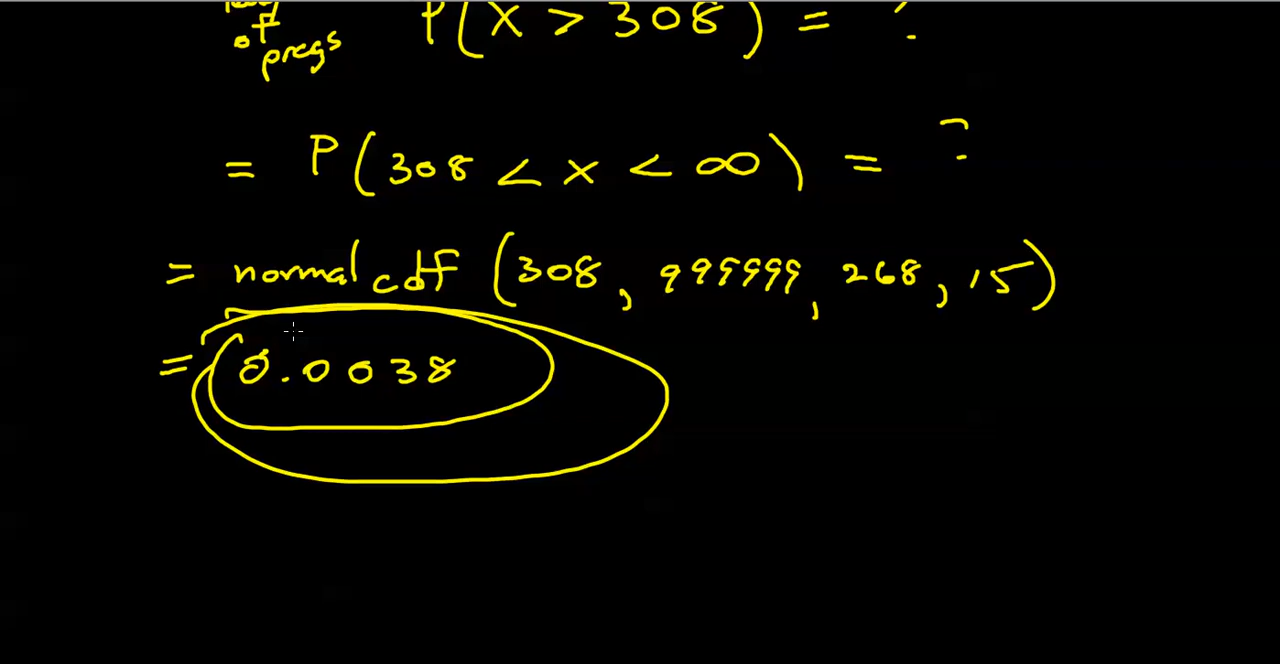 of
pregs
P(X > 308) = ?
= P(308 < x < ∞) = ?
= normalcdf (308, 999999, 268, 15)
= 0.0038